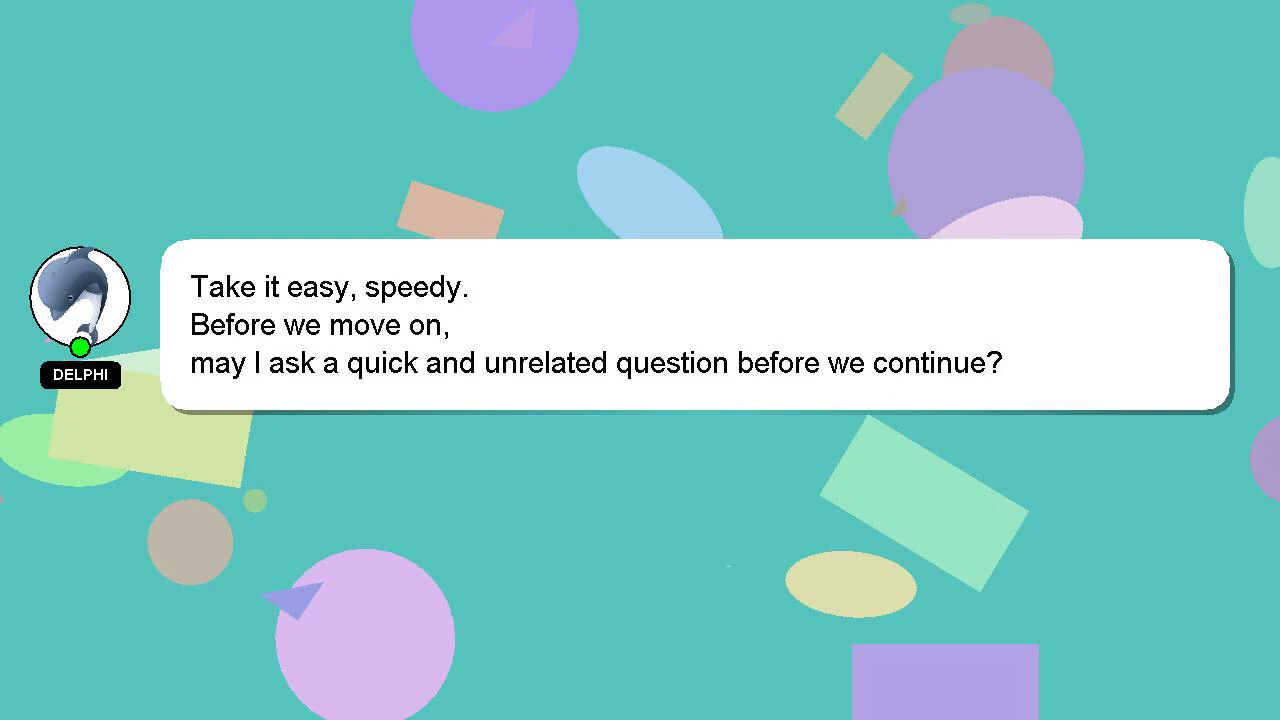 Take it easy, speedy.
Before we move on,
may I ask a quick and unrelated question before we continue?
DELPHI